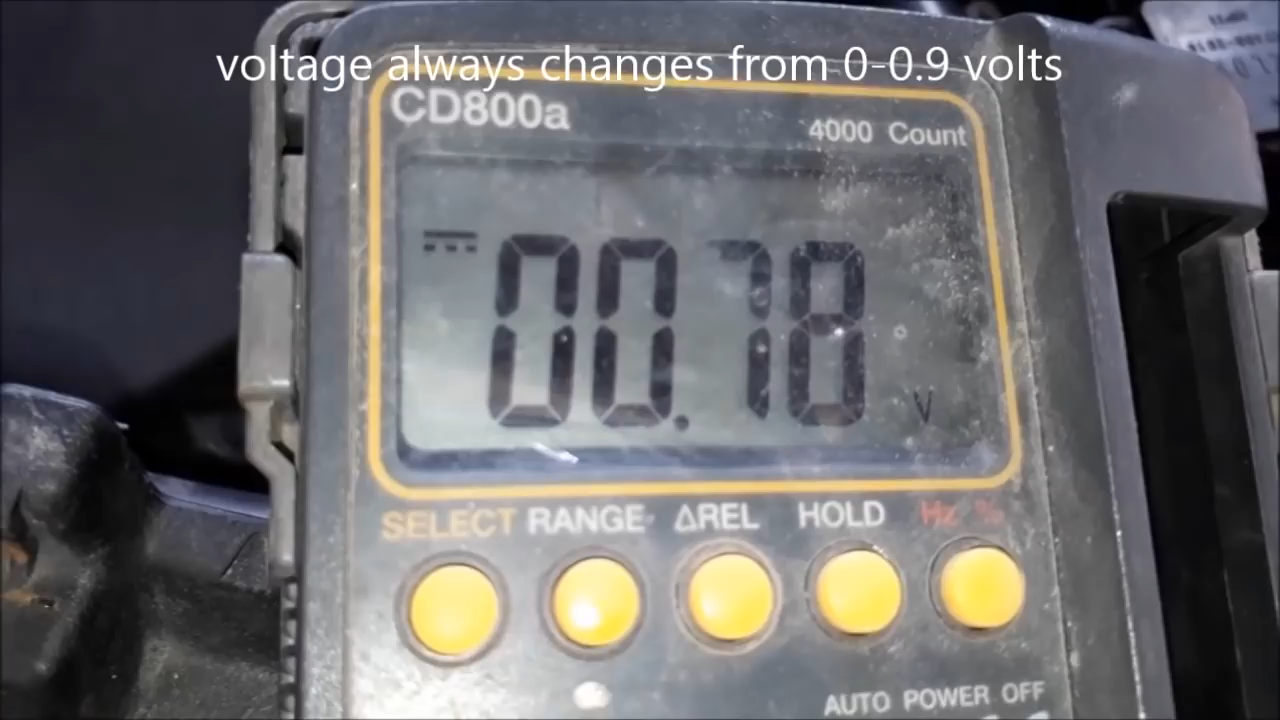 voltage always changes from 0-0.9 volts
CD800a
4000 Count
00.78
V
SELECT RANGE ΔREL HOLD Hz %
AUTO POWER OFF